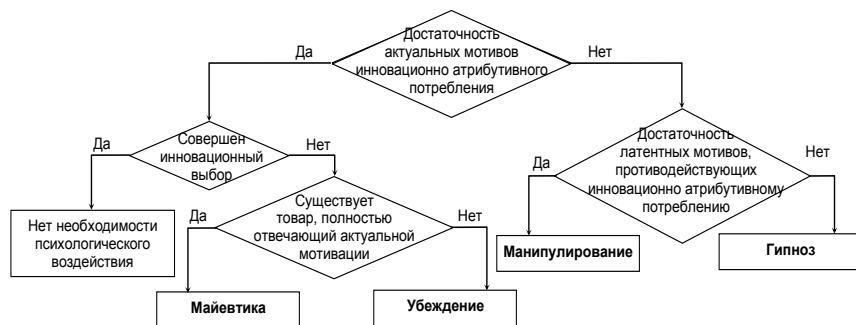 Достаточность
актуальных мотивов
инновационно атрибутивного
потребления
Да
Нет
Совершен
инновационный
выбор
Да
Нет
Достаточность
латентных мотивов,
противодействующих
инновационно атрибутивному
потреблению
Да
Нет
Нет необходимости
психологического
воздействия
Существует
товар, полностью
отвечающий актуальной
мотивации
Да
Нет
Манипулирование
Гипноз
Майевтика
Убеждение